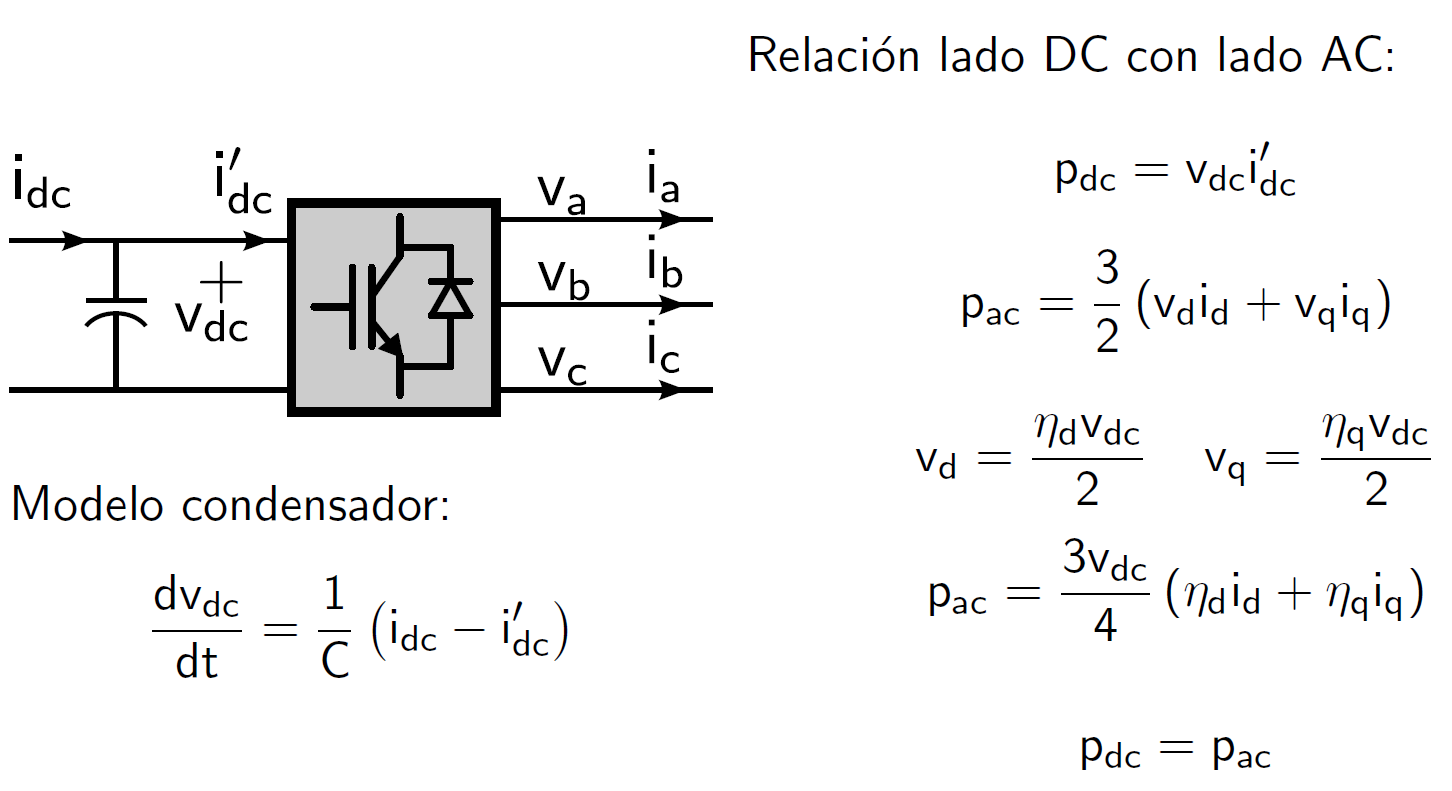 Relación lado DC con lado AC:
i_dc
i′_dc
+
v_dc
v_a
i_a
v_b
i_b
v_c
i_c
Modelo condensador:
dv_dc/dt = 1/C (i_dc − i′_dc)
p_dc = v_dc i′_dc
p_ac = 3/2 (v_d i_d + v_q i_q)
v_d = η_d v_dc/2 v_q = η_q v_dc/2
p_ac = 3v_dc/4 (η_d i_d + η_q i_q)
p_dc = p_ac